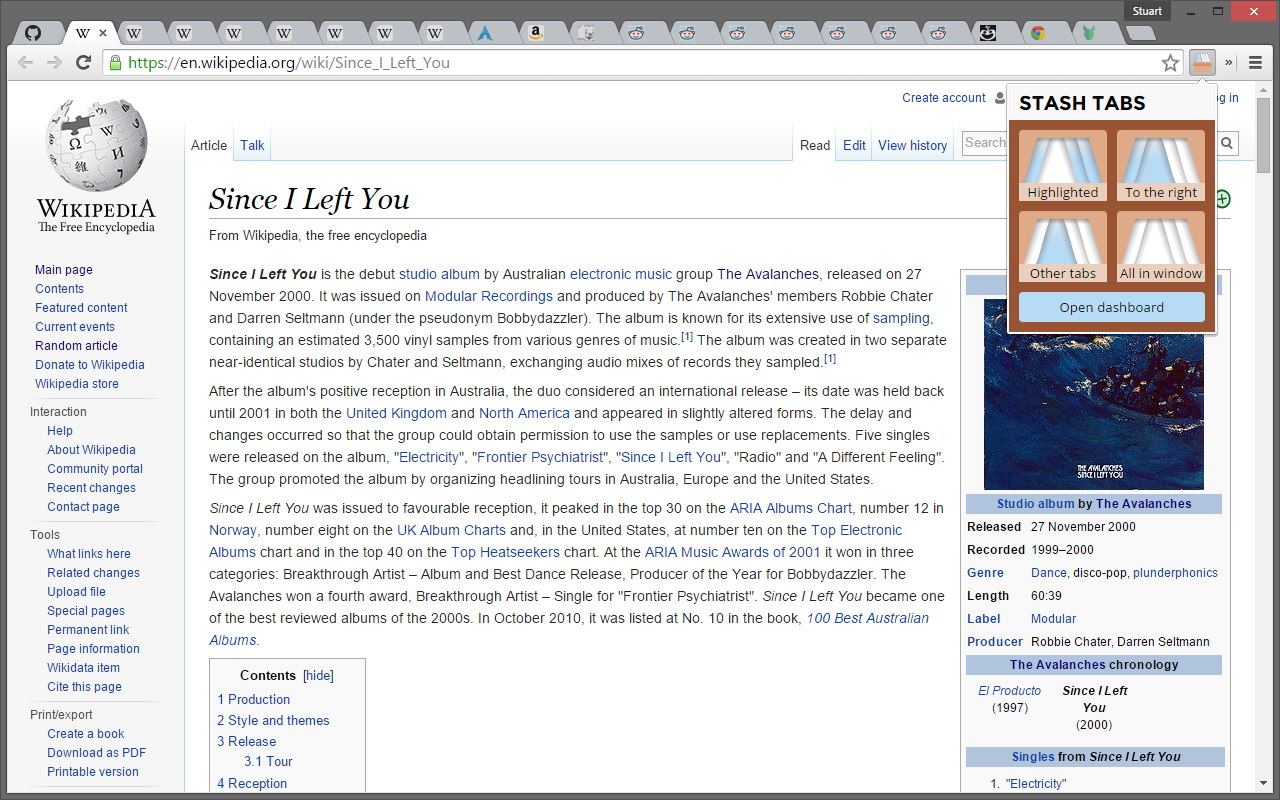 Stuart
https://en.wikipedia.org/wiki/Since_I_Left_You
»
STASH TABS
Highlighted
To the right
Other tabs
All in window
Open dashboard
Create account
og in
WIKIPEDIA
The Free Encyclopedia
Article
Talk
Read
Edit
View history
Search
Main page
Contents
Featured content
Current events
Random article
Donate to Wikipedia
Wikipedia store
Interaction
Help
About Wikipedia
Community portal
Recent changes
Contact page
Tools
What links here
Related changes
Upload file
Special pages
Permanent link
Page information
Wikidata item
Cite this page
Print/export
Create a book
Download as PDF
Printable version
Since I Left You
From Wikipedia, the free encyclopedia
Since I Left You is the debut studio album by Australian electronic music group The Avalanches, released on 27
November 2000. It was issued on Modular Recordings and produced by The Avalanches' members Robbie Chater
and Darren Seltmann (under the pseudonym Bobbydazzler). The album is known for its extensive use of sampling,
containing an estimated 3,500 vinyl samples from various genres of music.[1] The album was created in two separate
near-identical studios by Chater and Seltmann, exchanging audio mixes of records they sampled.[1]
After the album's positive reception in Australia, the duo considered an international release – its date was held back
until 2001 in both the United Kingdom and North America and appeared in slightly altered forms. The delay and
changes occurred so that the group could obtain permission to use the samples or use replacements. Five singles
were released on the album, "Electricity", "Frontier Psychiatrist", "Since I Left You", "Radio" and "A Different Feeling".
The group promoted the album by organizing headlining tours in Australia, Europe and the United States.
Since I Left You was issued to favourable reception, it peaked in the top 30 on the ARIA Albums Chart, number 12 in
Norway, number eight on the UK Album Charts and, in the United States, at number ten on the Top Electronic
Albums chart and in the top 40 on the Top Heatseekers chart. At the ARIA Music Awards of 2001 it won in three
categories: Breakthrough Artist – Album and Best Dance Release, Producer of the Year for Bobbydazzler. The
Avalanches won a fourth award, Breakthrough Artist – Single for "Frontier Psychiatrist". Since I Left You became one
of the best reviewed albums of the 2000s. In October 2010, it was listed at No. 10 in the book, 100 Best Australian
Albums.
Contents [hide]
1 Production
2 Style and themes
3 Release
3.1 Tour
4 Reception
THE AVALANCHES
SINCE I LEFT YOU
Studio album by The Avalanches
Released 27 November 2000
Recorded 1999–2000
Genre Dance, disco-pop, plunderphonics
Length 60:39
Label Modular
Producer Robbie Chater, Darren Seltmann
The Avalanches chronology
El Producto
(1997)
Since I Left
You
(2000)
Singles from Since I Left You
1. "Electricity"